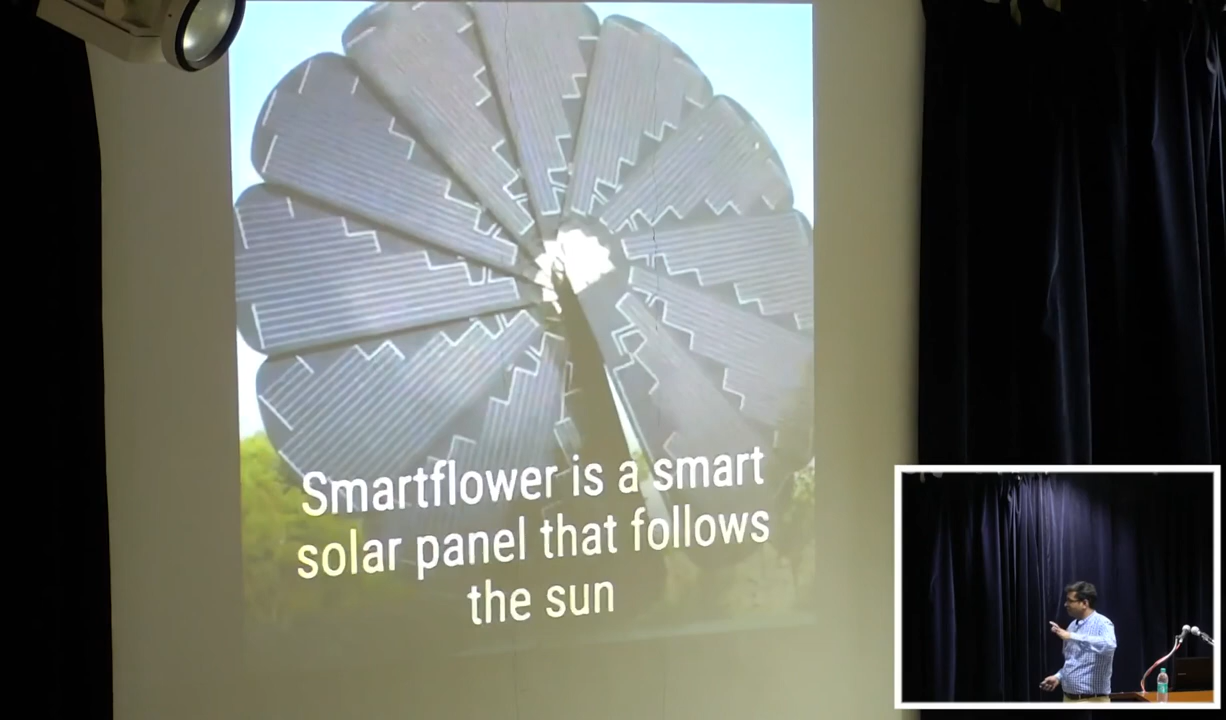 Smartflower is a smart
solar panel that follows
the sun